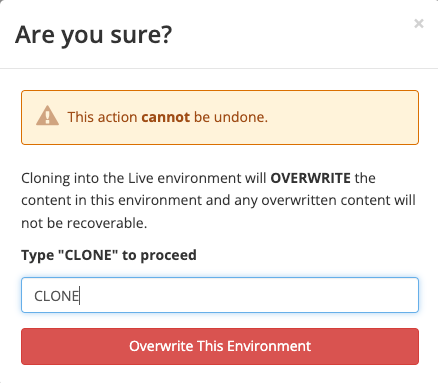 Are you sure?
×
This action cannot be undone.
Cloning into the Live environment will OVERWRITE the
content in this environment and any overwritten content will
not be recoverable.
Type "CLONE" to proceed
CLONE
Overwrite This Environment